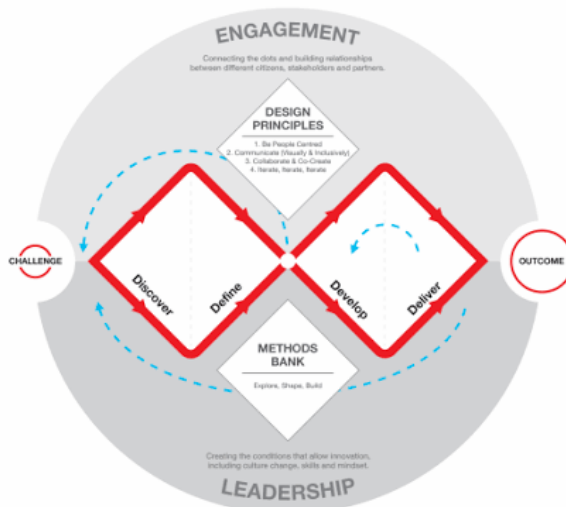 ENGAGEMENT
Connecting the dots and building relationships
between different citizens, stakeholders and partners.
DESIGN
PRINCIPLES
1. Be People Centred
2. Communicate (Visually & Inclusively)
3. Collaborate & Co-Create
4. Iterate, Iterate, Iterate
CHALLENGE
Discover
Define
Develop
Deliver
OUTCOME
METHODS
BANK
Explore, Shape, Build
Creating the conditions that allow innovation,
including culture change, skills and mindset.
LEADERSHIP